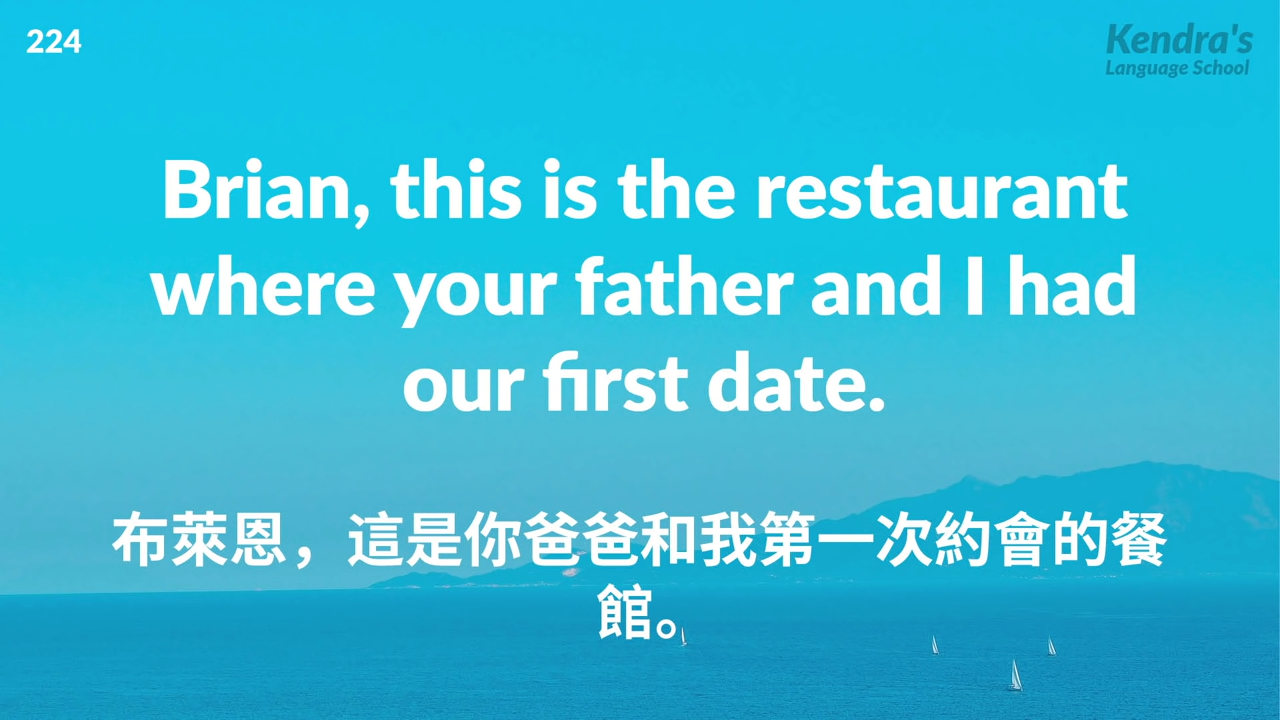 224
Kendra's
Language School
Brian, this is the restaurant
where your father and I had
our first date.
布萊恩，這是你爸爸和我第一次約會的餐
館。